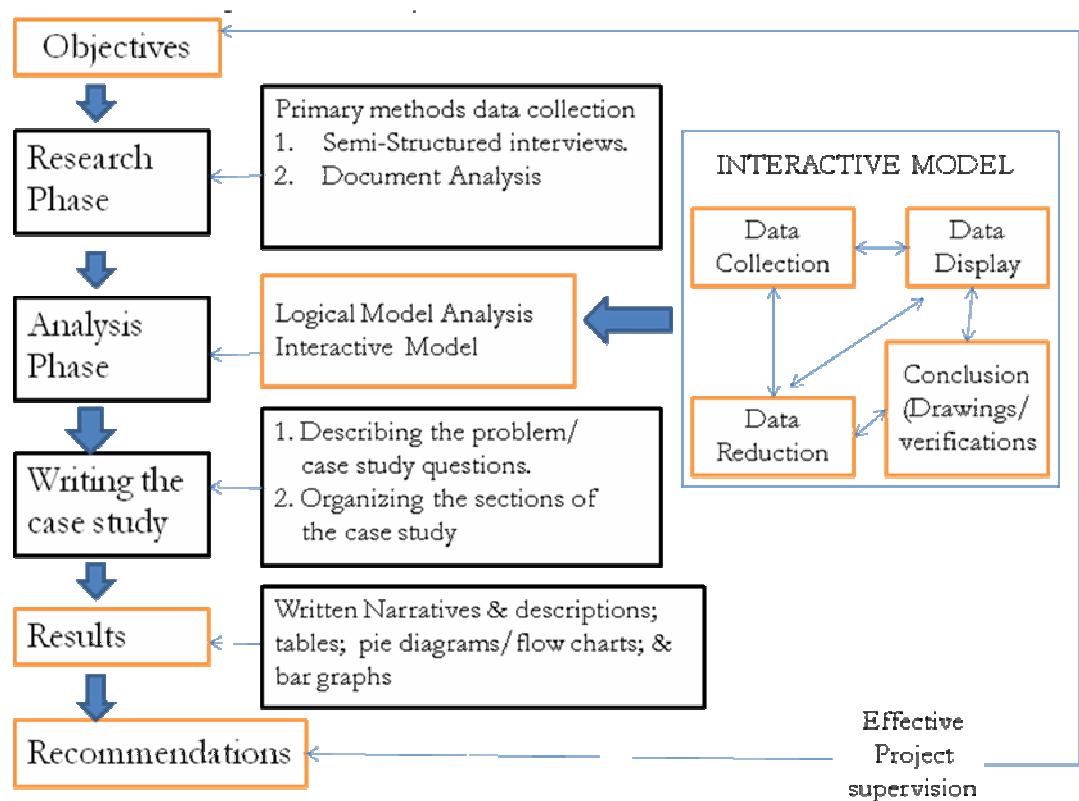 Objectives
Primary methods data collection
1. Semi-Structured interviews.
2. Document Analysis
Research
Phase
INTERACTIVE MODEL
Data
Collection
Data
Display
Logical Model Analysis
Interactive Model
Analysis
Phase
Data
Reduction
Conclusion
(Drawings/
verifications
1. Describing the problem/
case study questions.
2. Organizing the sections of
the case study
Writing the
case study
Results
Written Narratives & descriptions;
tables; pie diagrams/ flow charts; &
bar graphs
Recommendations
Effective
Project
supervision